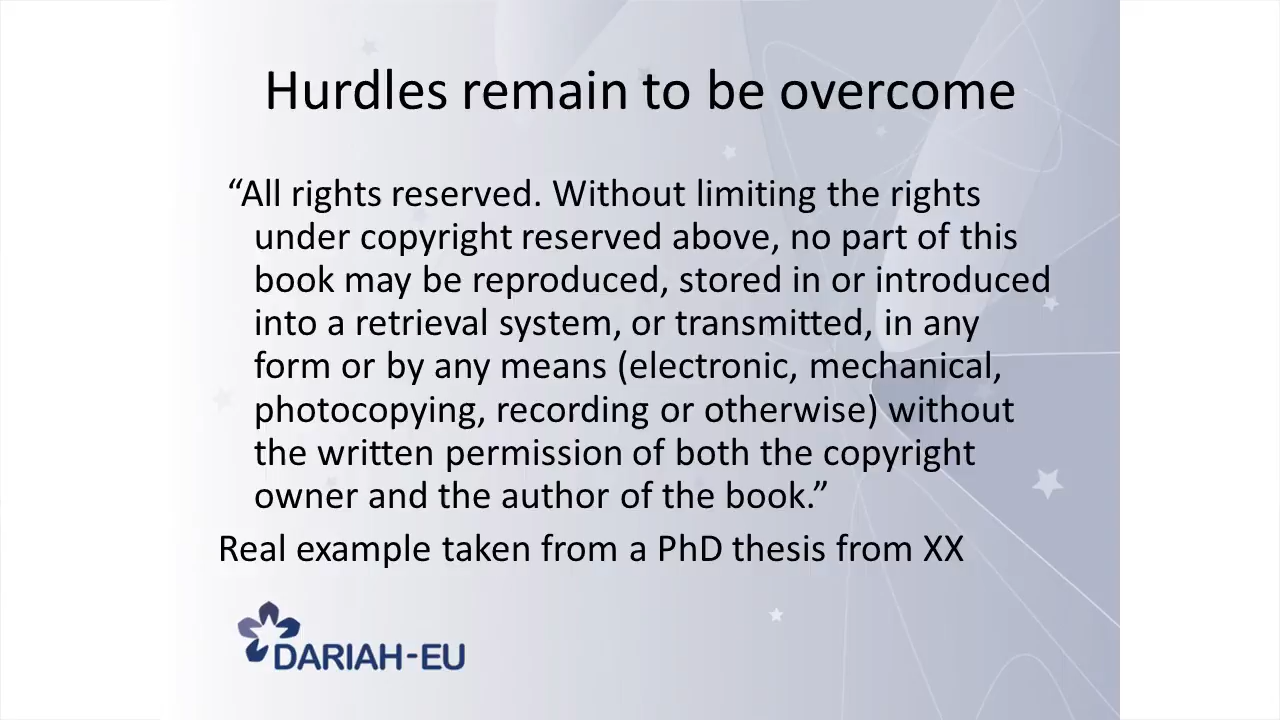 Hurdles remain to be overcome
“All rights reserved. Without limiting the rights
under copyright reserved above, no part of this
book may be reproduced, stored in or introduced
into a retrieval system, or transmitted, in any
form or by any means (electronic, mechanical,
photocopying, recording or otherwise) without
the written permission of both the copyright
owner and the author of the book.”
Real example taken from a PhD thesis from XX
DARIAH-EU